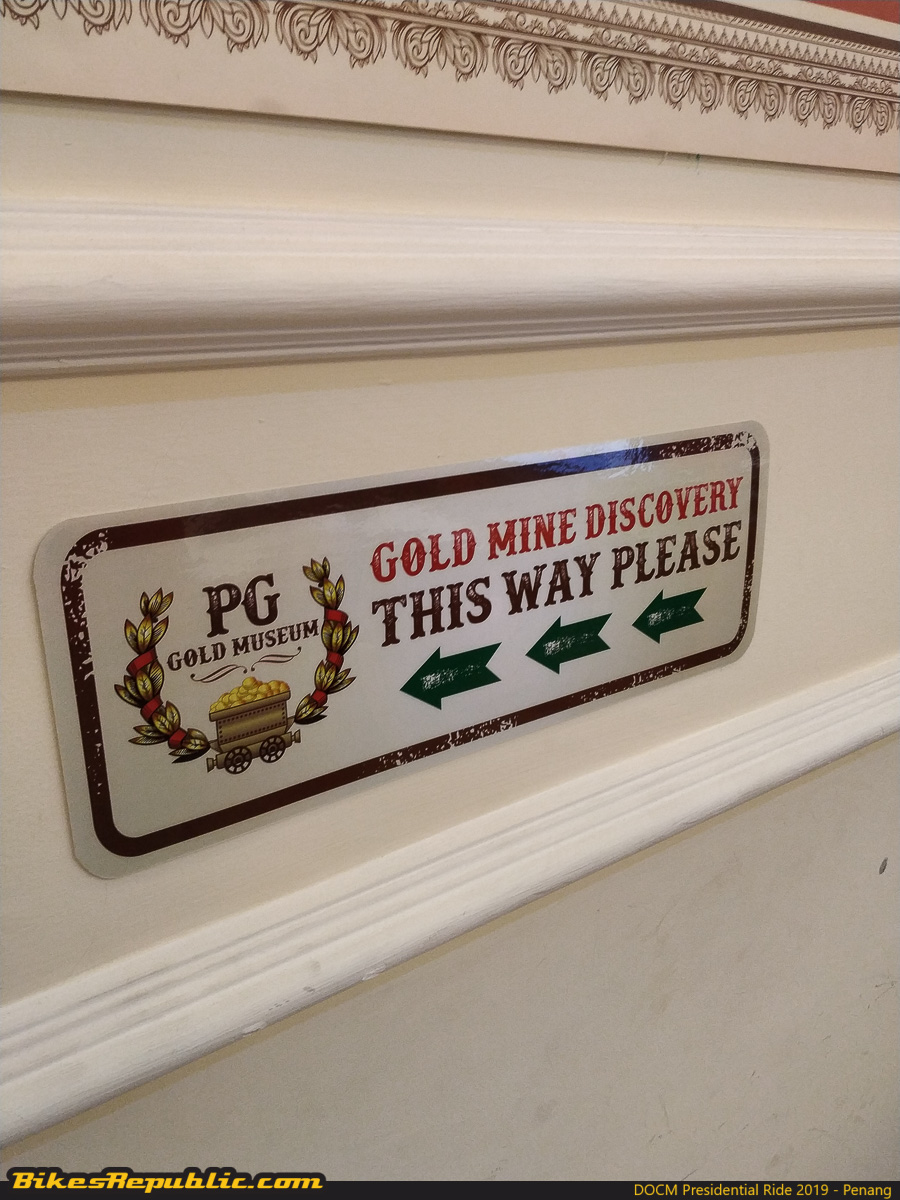 PG
GOLD MUSEUM
GOLD MINE DISCOVERY
THIS WAY PLEASE
BikesRepublic.com
DOCM Presidential Ride 2019 - Penang